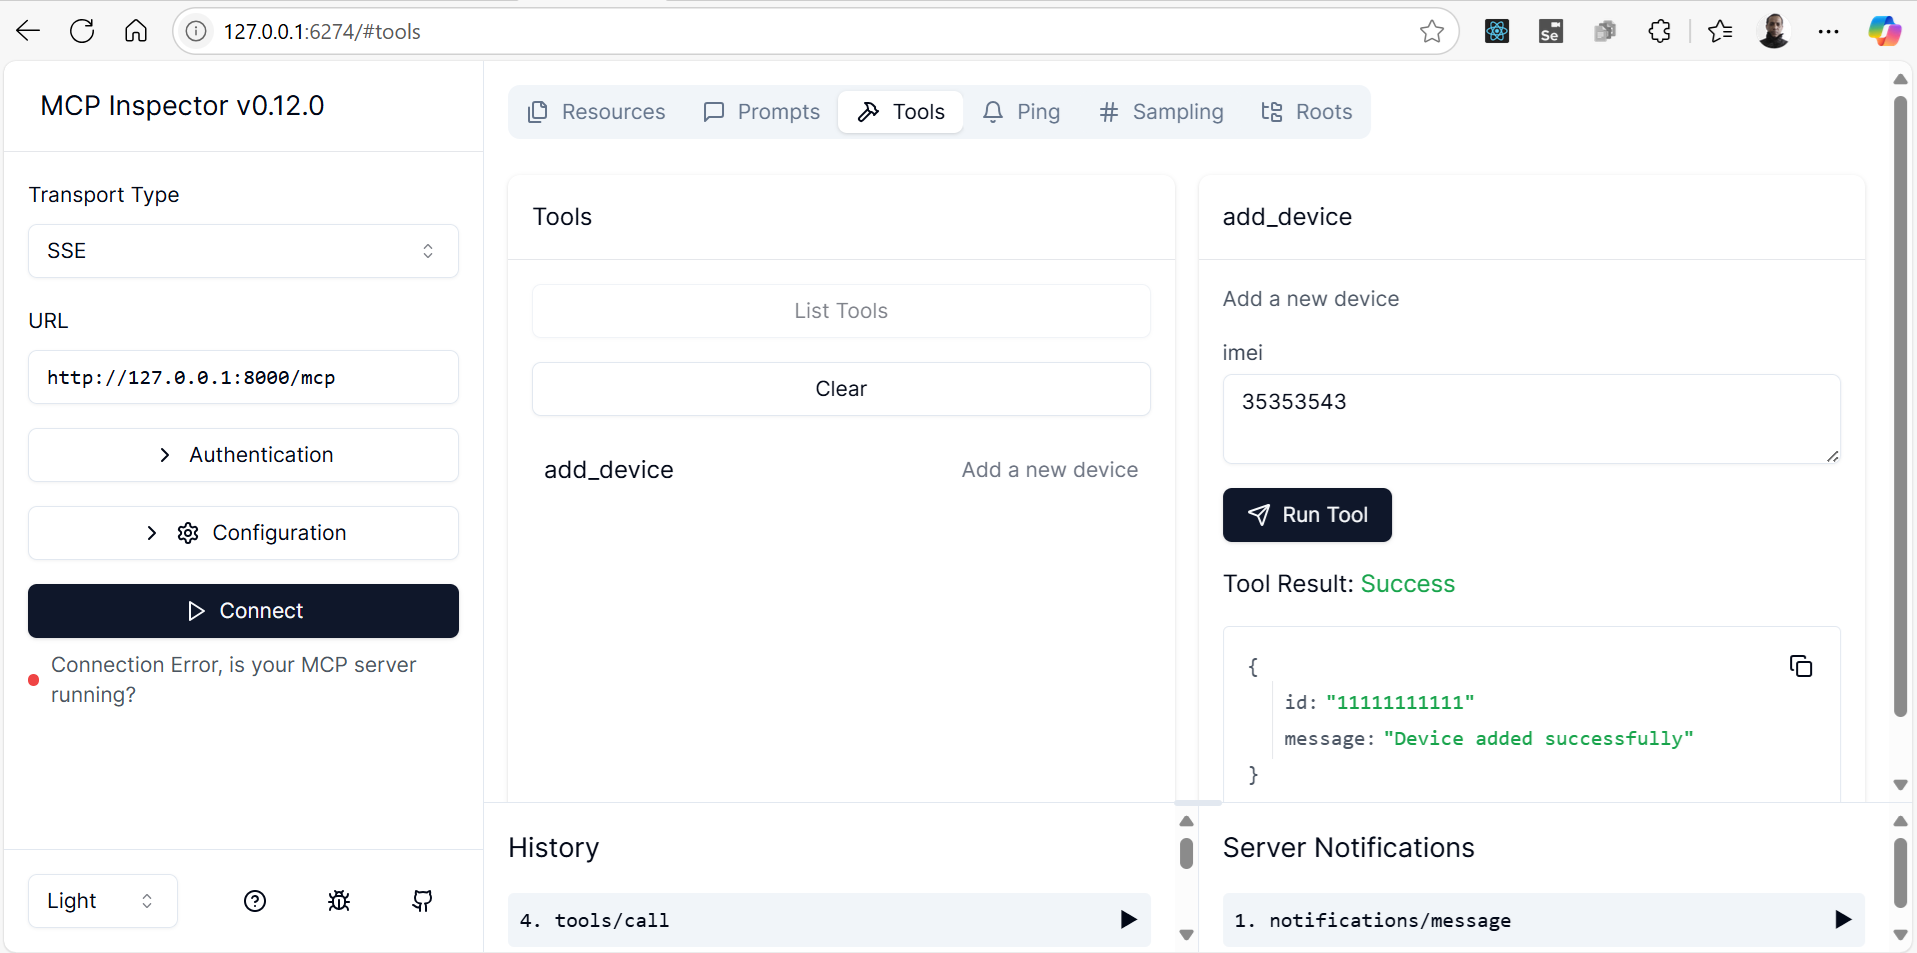 127.0.0.1:6274/#tools
Se
MCP Inspector v0.12.0
Transport Type
SSE
URL
http://127.0.0.1:8000/mcp
Authentication
Configuration
Connect
Connection Error, is your MCP server
running?
Light
Resources
Prompts
Tools
Ping
Sampling
Roots
Tools
List Tools
Clear
add_device Add a new device
add_device
Add a new device
imei
35353543
Run Tool
Tool Result: Success
{
id: "11111111111"
message: "Device added successfully"
}
History
4. tools/call
Server Notifications
1. notifications/message